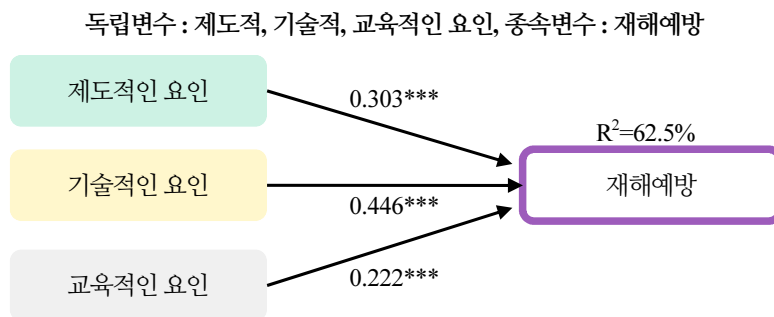 독립변수 : 제도적, 기술적, 교육적인 요인, 종속변수 : 재해예방
제도적인 요인
0.303***
R²=62.5%
기술적인 요인
재해예방
0.446***
교육적인 요인
0.222***